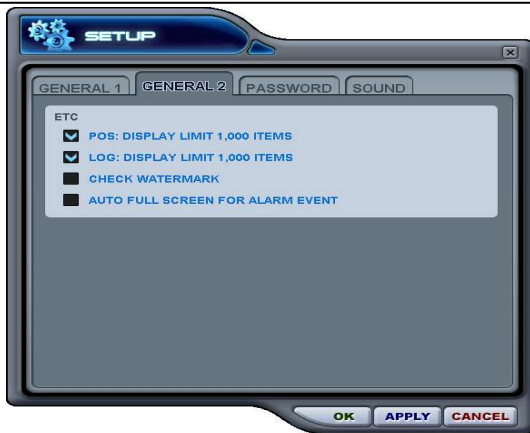 SETUP
GENERAL 1 GENERAL 2 PASSWORD SOUND
ETC
POS: DISPLAY LIMIT 1,000 ITEMS
LOG: DISPLAY LIMIT 1,000 ITEMS
CHECK WATERMARK
AUTO FULL SCREEN FOR ALARM EVENT
OK APPLY CANCEL